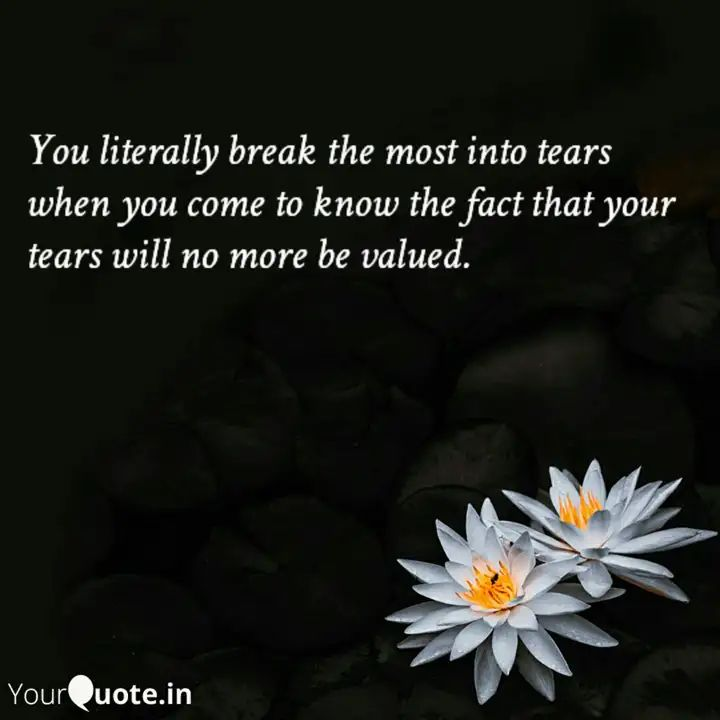 You literally break the most into tears
when you come to know the fact that your
tears will no more be valued.
YourQuote.in